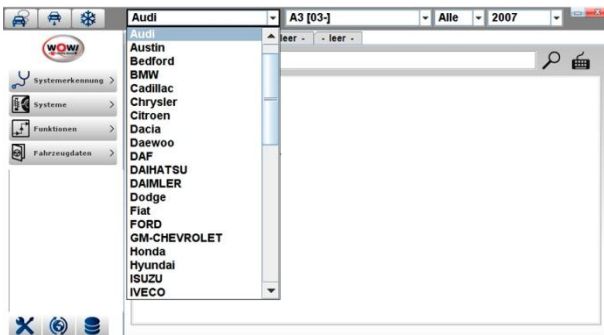 Audi A3 [03-] Alle 2007
leer - - leer -
WOW!
Systemerkennung
Systeme
Funktionen
Fahrzeugdaten
Audi
Austin
Bedford
BMW
Cadillac
Chrysler
Citroen
Dacia
Daewoo
DAF
DAIHATSU
DAIMLER
Dodge
Fiat
FORD
GM-CHEVROLET
Honda
Hyundai
ISUZU
IVECO